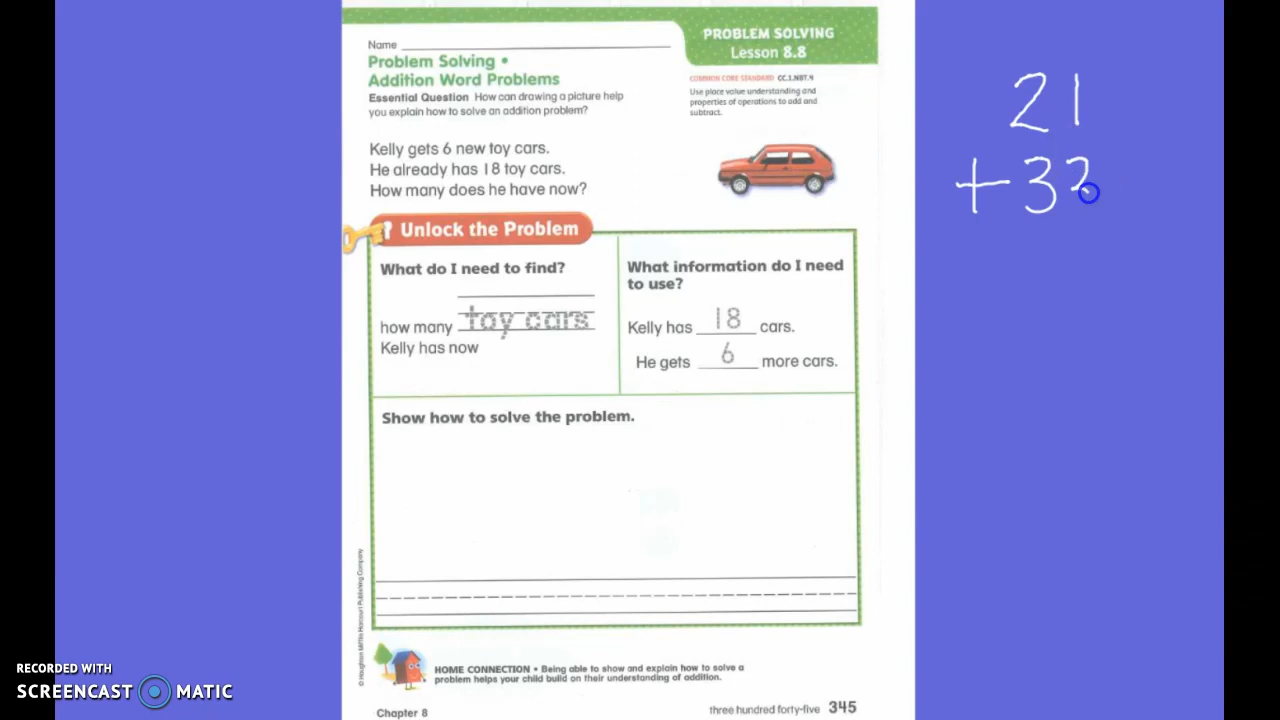 Name
PROBLEM SOLVING
Lesson 8.8
Problem Solving •
Addition Word Problems
COMMON CORE STANDARD CC.1.NBT.4
Use place value understanding and
properties of operations to add and
subtract.
Essential Question How can drawing a picture help
you explain how to solve an addition problem?
Kelly gets 6 new toy cars.
He already has 18 toy cars.
How many does he have now?
Unlock the Problem
What do I need to find?
how many toy cars
Kelly has now
What information do I need
to use?
Kelly has 18 cars.
He gets 6 more cars.
Show how to solve the problem.
© Houghton Mifflin Harcourt Publishing Company
HOME CONNECTION • Being able to show and explain how to solve a
problem helps your child build on their understanding of addition.
Chapter 8
three hundred forty-five 345
21
+33
RECORDED WITH
SCREENCAST MATIC